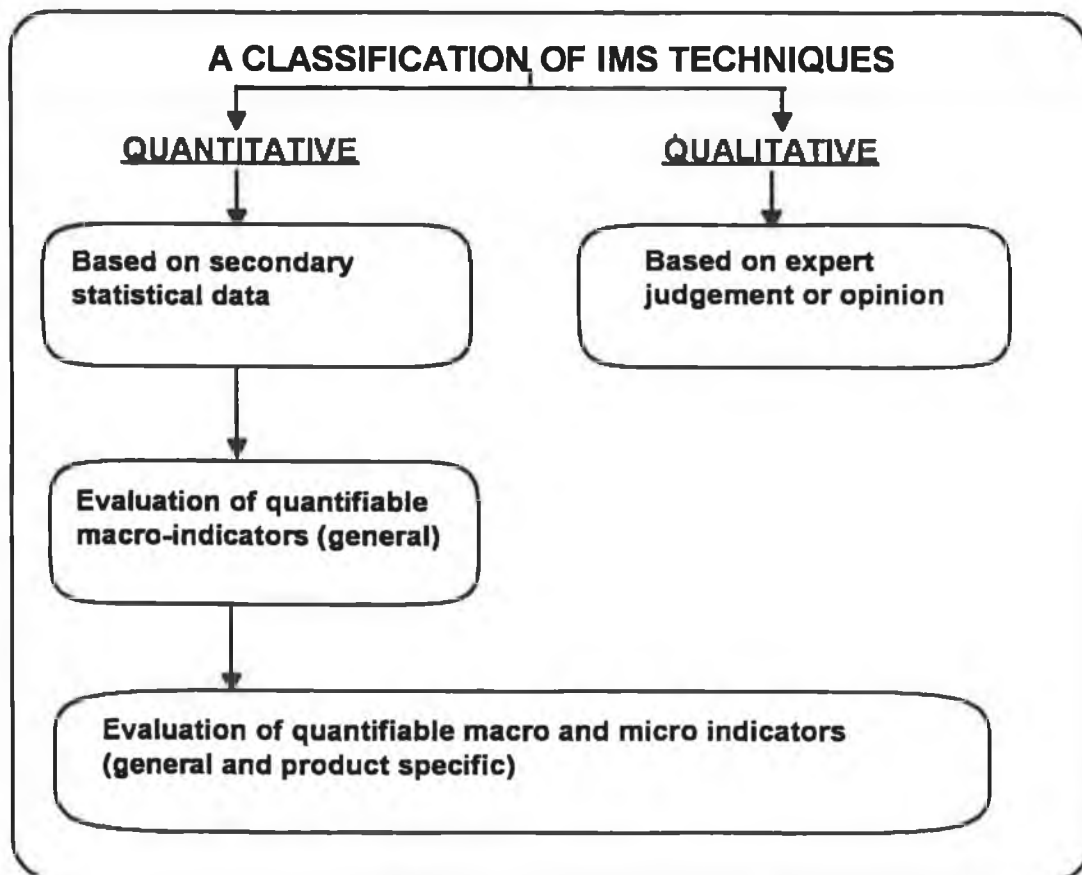 A CLASSIFICATION OF IMS TECHNIQUES
QUANTITATIVE
QUALITATIVE
Based on secondary
statistical data
Based on expert
judgement or opinion
Evaluation of quantifiable
macro-indicators (general)
Evaluation of quantifiable macro and micro indicators
(general and product specific)